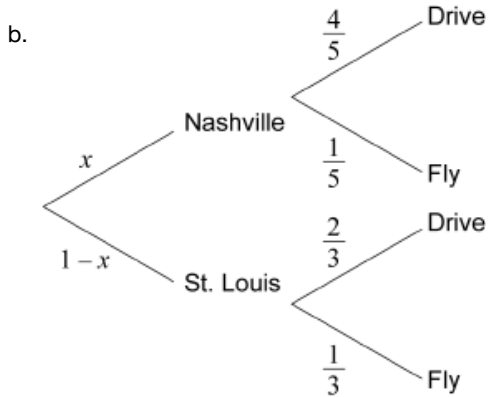 b.
4/5 Drive
Nashville
x
1/5 Fly
2/3 Drive
1 – x
St. Louis
1/3 Fly